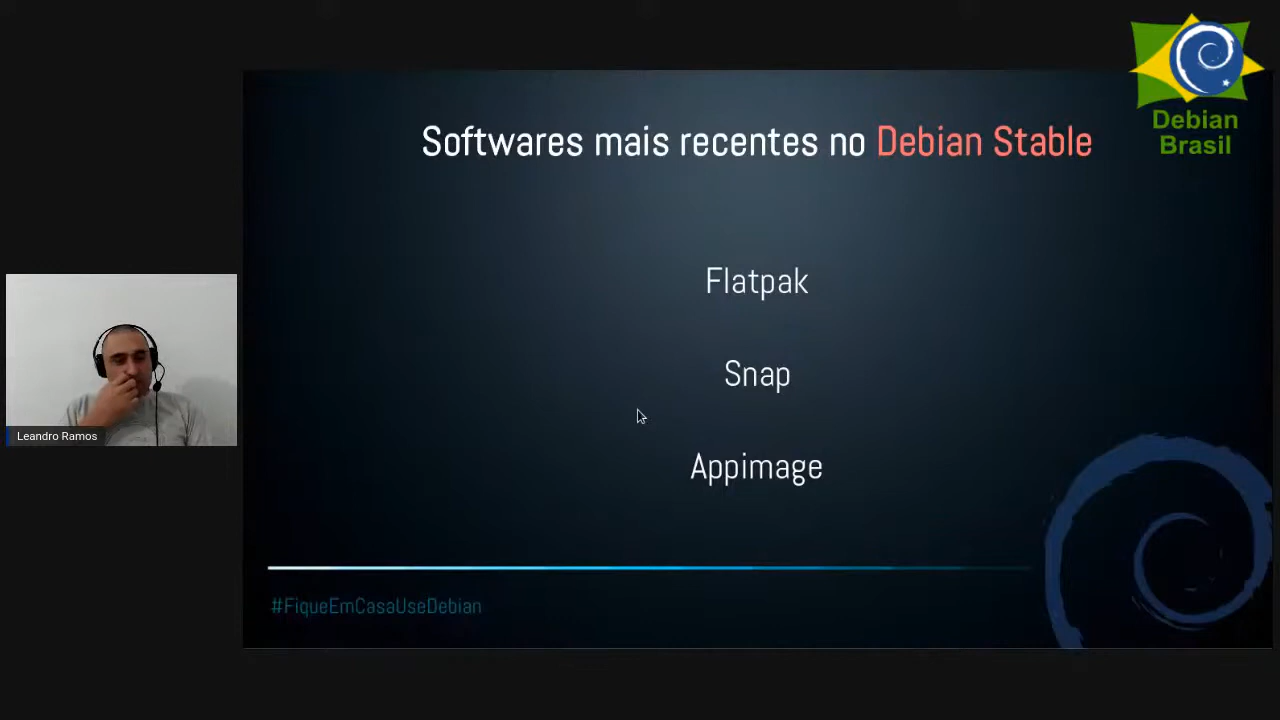 Debian
Brasil
Softwares mais recentes no Debian Stable
Flatpak
Snap
Appimage
Leandro Ramos
#FiqueEmCasaUseDebian